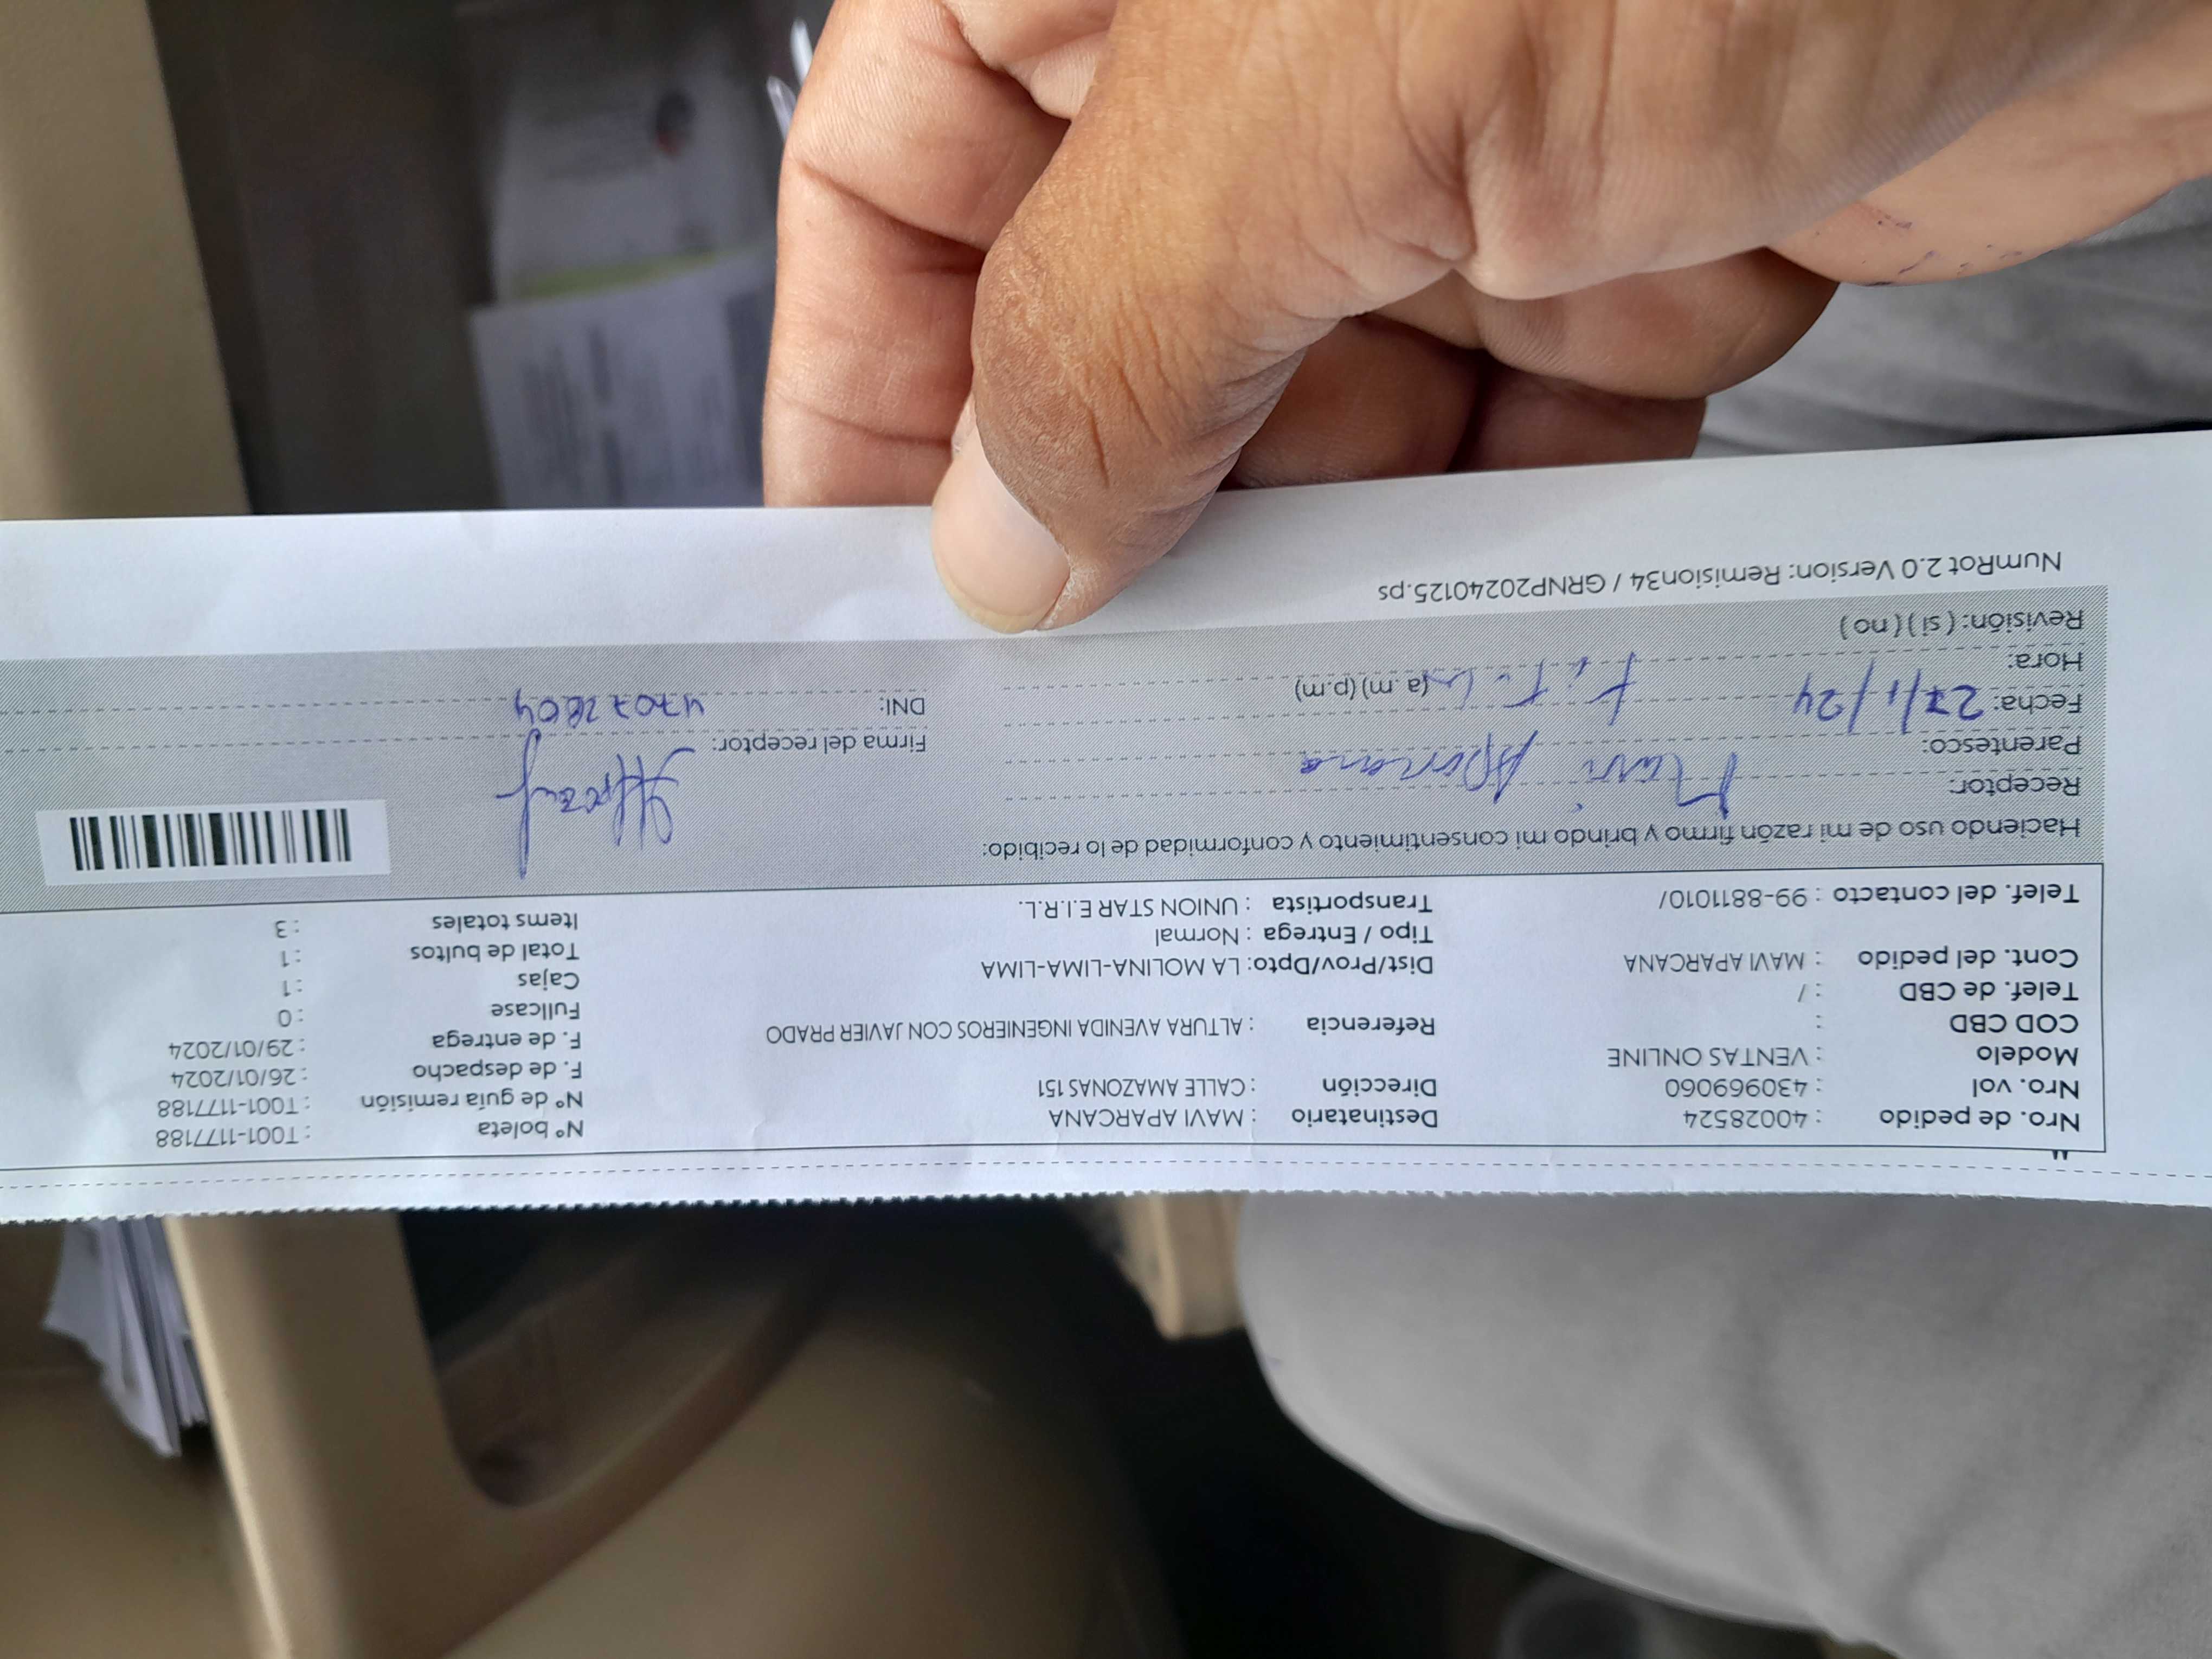 Nro. de pedido : 40028524 Destinatario : MAVI APARCANA Nº boleta : T001-1177188
Nro. vol : 430969060 Dirección : CALLE AMAZONAS 151 Nº de guía remisión : T001-1177188
Modelo : VENTAS ONLINE F. de despacho : 26/01/2024
COD CBD : Referencia : ALTURA AVENIDA INGENIEROS CON JAVIER PRADO F. de entrega : 29/01/2024
Telef. de CBD : / Fullcase : 0
Cont. del pedido : MAVI APARCANA Dist/Prov/Dpto: LA MOLINA-LIMA-LIMA Cajas : 1
Tipo / Entrega : Normal Total de bultos : 1
Telef. del contacto : 99-8811010/ Transportista : UNION STAR E.I.R.L. Items totales : 3
Haciendo uso de mi razón firmo y brindo mi consentimiento y conformidad de lo recibido:
Receptor: Mavi Aparcana
Parentesco: Firma del receptor:
Fecha: 27/1/24 DNI:
Hora: (a.m) (p.m)
Revisión: ( si ) ( no )
NumRot 2.0 Version: Remision34 / GRNP20240125.ps